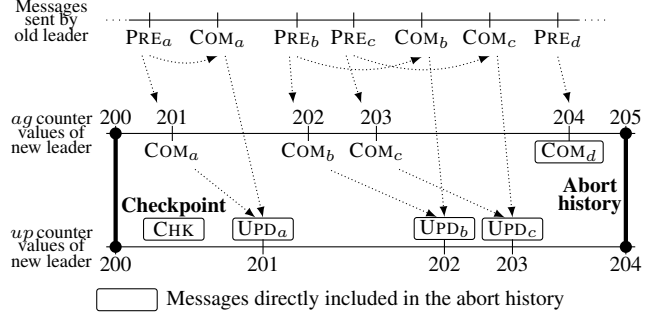 Messages
sent by
old leader
PREa COMa PREb PREc COMb COMc PREd
200 201 202 203 204 205
ag counter
values of
new leader
COMa COMb COMc COMd
Checkpoint
Abort
history
CHK UPDa UPDb UPDc
up counter
values of
new leader
200 201 202 203 204
Messages directly included in the abort history